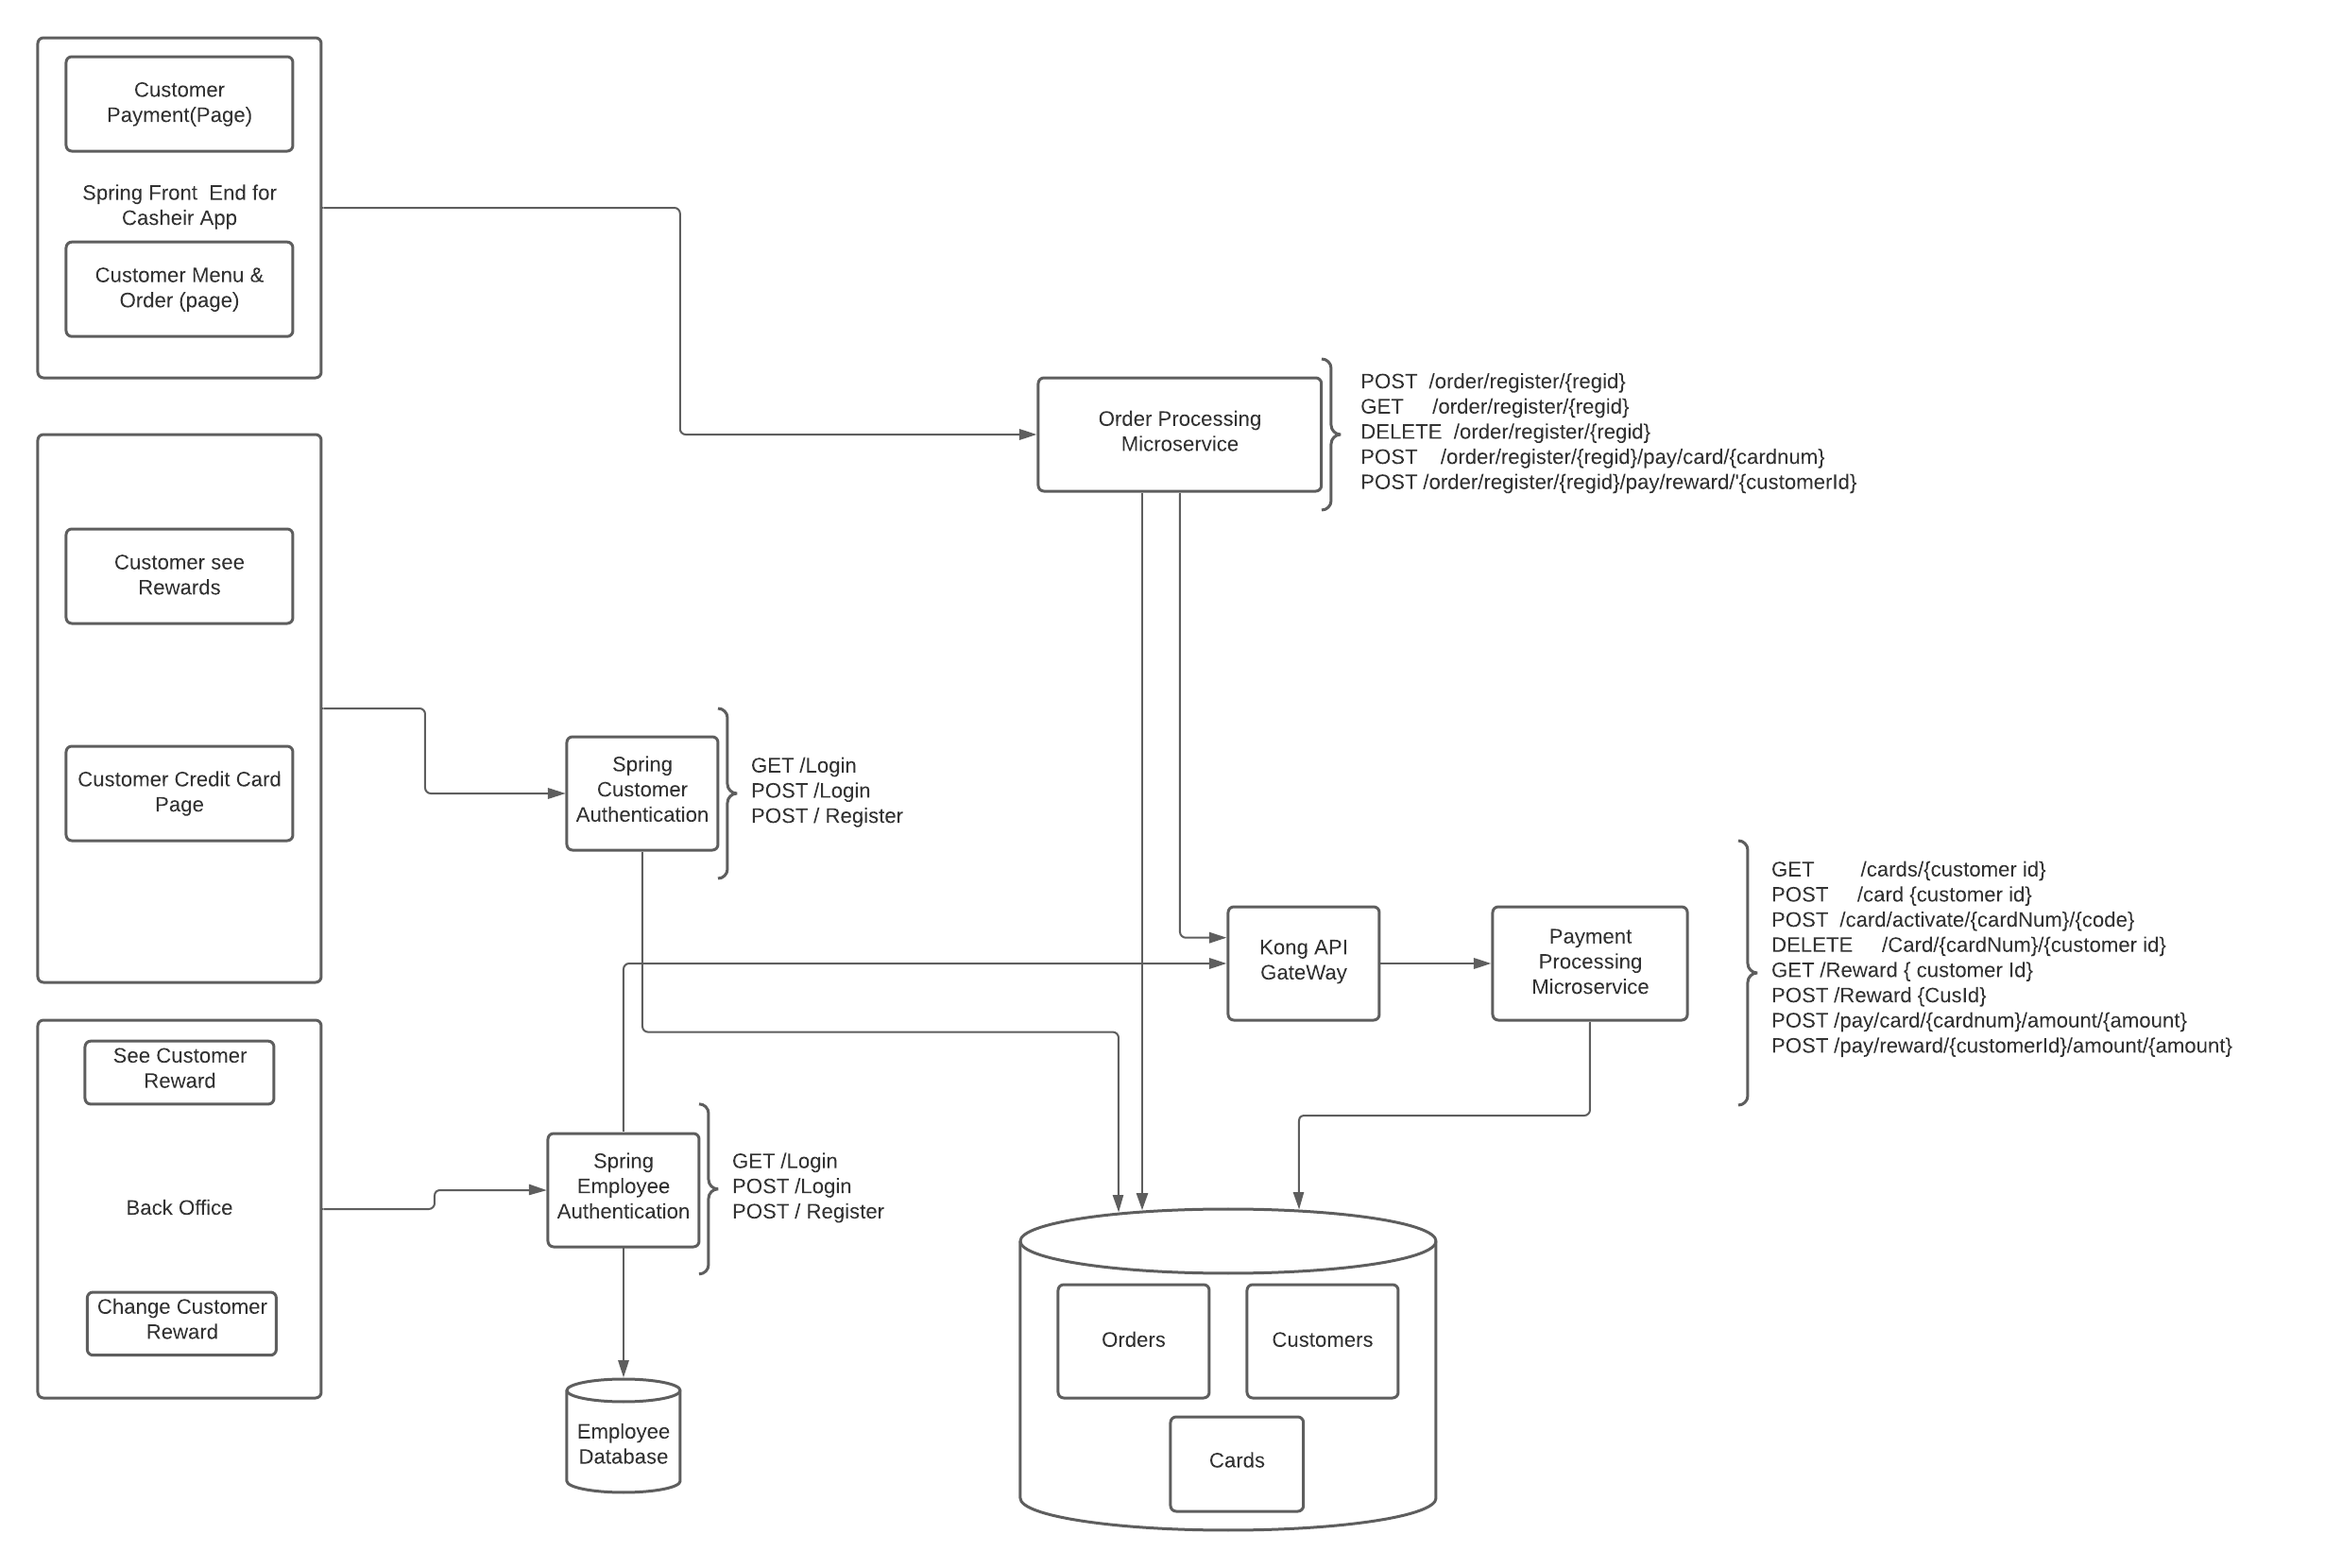 Customer
Payment(Page)
Spring Front  End for
Casheir App
Customer Menu &
Order (page)
Order Processing
Microservice
POST  /order/register/{regid}
GET     /order/register/{regid}
DELETE  /order/register/{regid}
POST    /order/register/{regid}/pay/card/{cardnum}
POST /order/register/{regid}/pay/reward/'{customerId}
Customer see
Rewards
Customer Credit Card
Page
Spring
Customer
Authentication
GET /Login
POST /Login
POST / Register
Kong API
GateWay
Payment
Processing
Microservice
GET        /cards/{customer id}
POST     /card {customer id}
POST  /card/activate/{cardNum}/{code}
DELETE     /Card/{cardNum}/{customer id}
GET /Reward { customer Id}
POST /Reward {CusId}
POST /pay/card/{cardnum}/amount/{amount}
POST /pay/reward/{customerId}/amount/{amount}
See Customer
Reward
Back Office
Change Customer
Reward
Spring
Employee
Authentication
GET /Login
POST /Login
POST / Register
Employee
Database
Orders
Customers
Cards